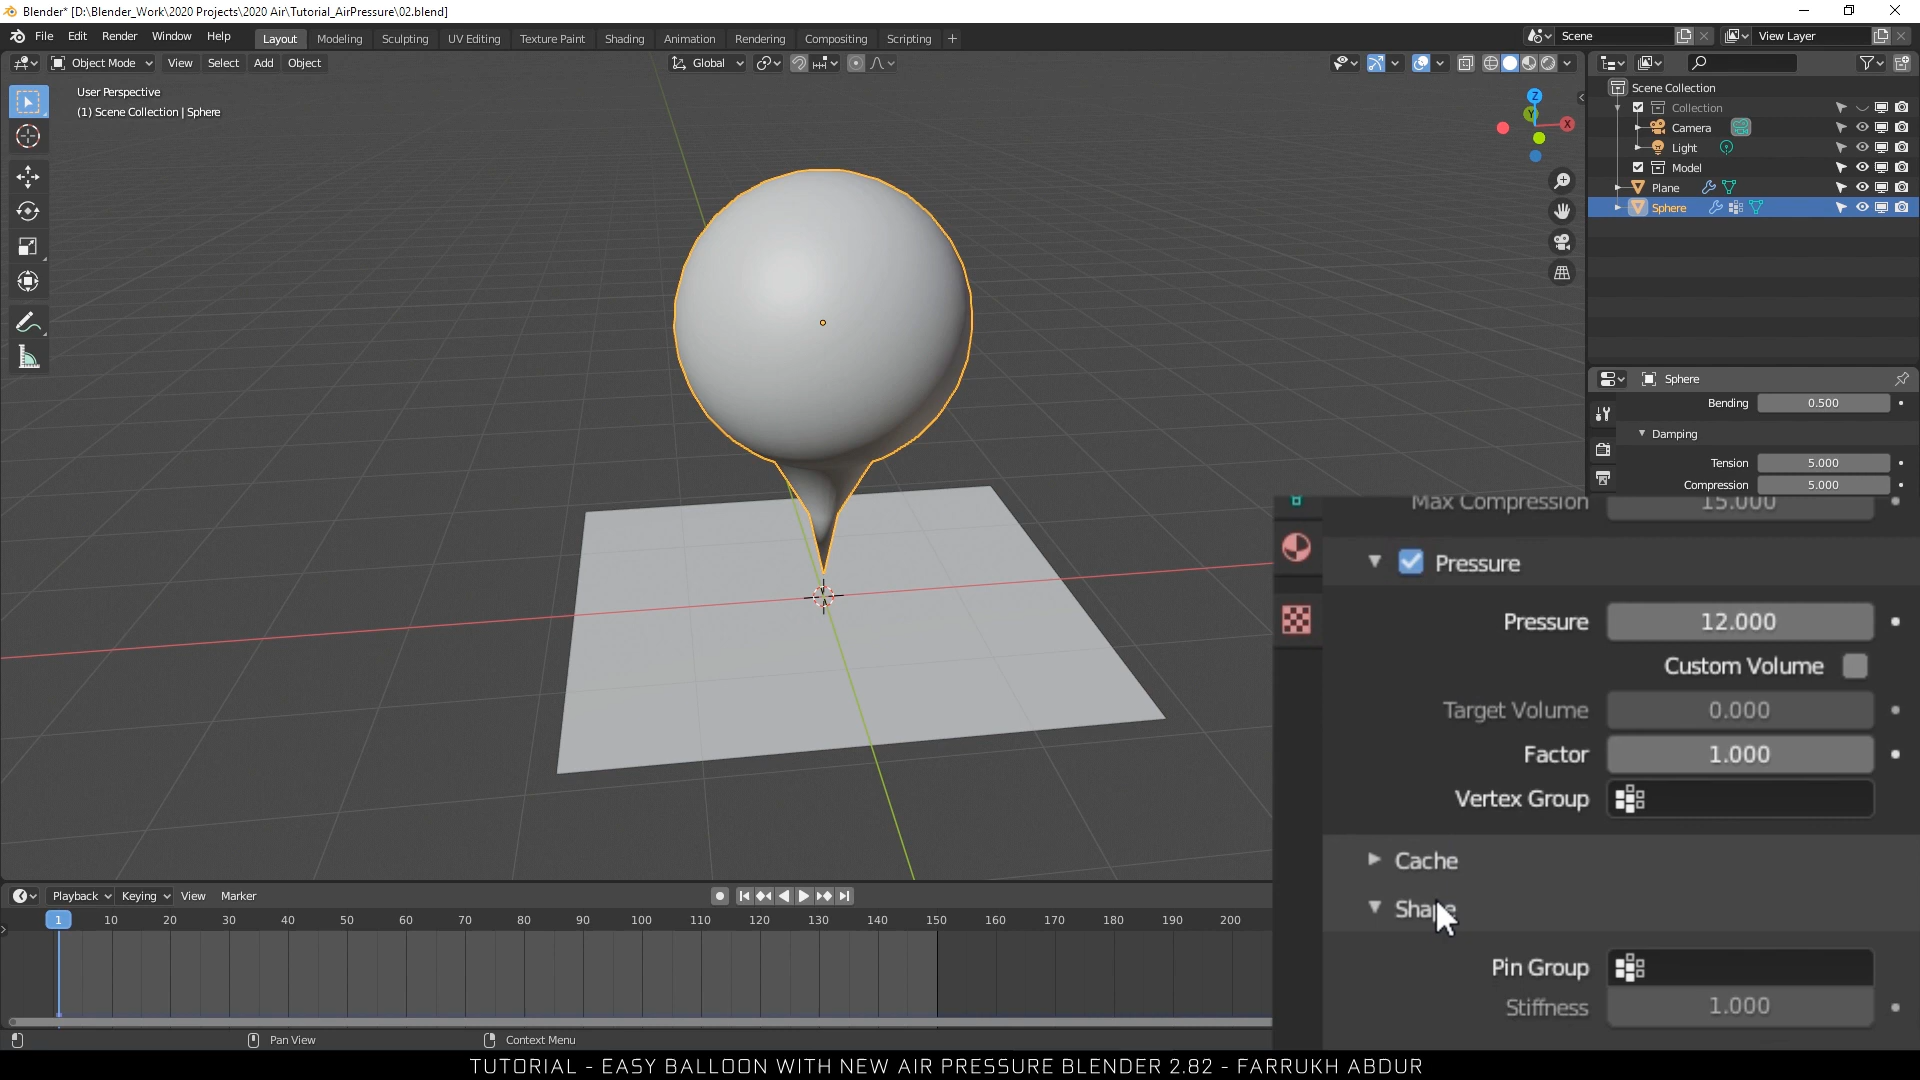 Blender* [D:\Blender_Work\2020 Projects\2020 Air\Tutorial_AirPressure\02.blend]
File Edit Render Window Help Layout Modeling Sculpting UV Editing Texture Paint Shading Animation Rendering Compositing Scripting + Scene View Layer
Object Mode View Select Add Object Global
User Perspective
(1) Scene Collection | Sphere
Z
Y
X
Scene Collection
Collection
Camera
Light
Model
Plane
Sphere
Sphere
Bending 0.500
Damping
Tension 5.000
Compression 5.000
Max Compression 15.000
Pressure
Pressure 12.000
Custom Volume
Target Volume 0.000
Factor 1.000
Vertex Group
Cache
Shape
Pin Group
Stiffness 1.000
Playback Keying View Marker
1 10 20 30 40 50 60 70 80 90 100 110 120 130 140 150 160 170 180 190 200
Pan View Context Menu
TUTORIAL - EASY BALLOON WITH NEW AIR PRESSURE BLENDER 2.82 - FARRUKH ABDUR